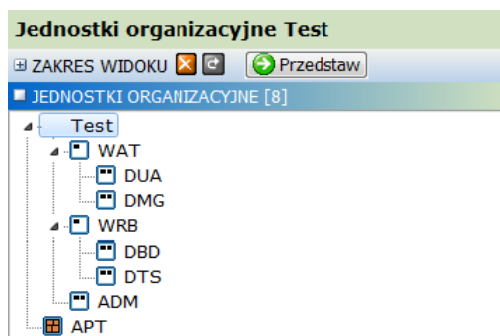 Jednostki organizacyjne Test
ZAKRES WIDOKU Przedstaw
JEDNOSTKI ORGANIZACYJNE [8]
Test
WAT
DUA
DMG
WRB
DBD
DTS
ADM
APT